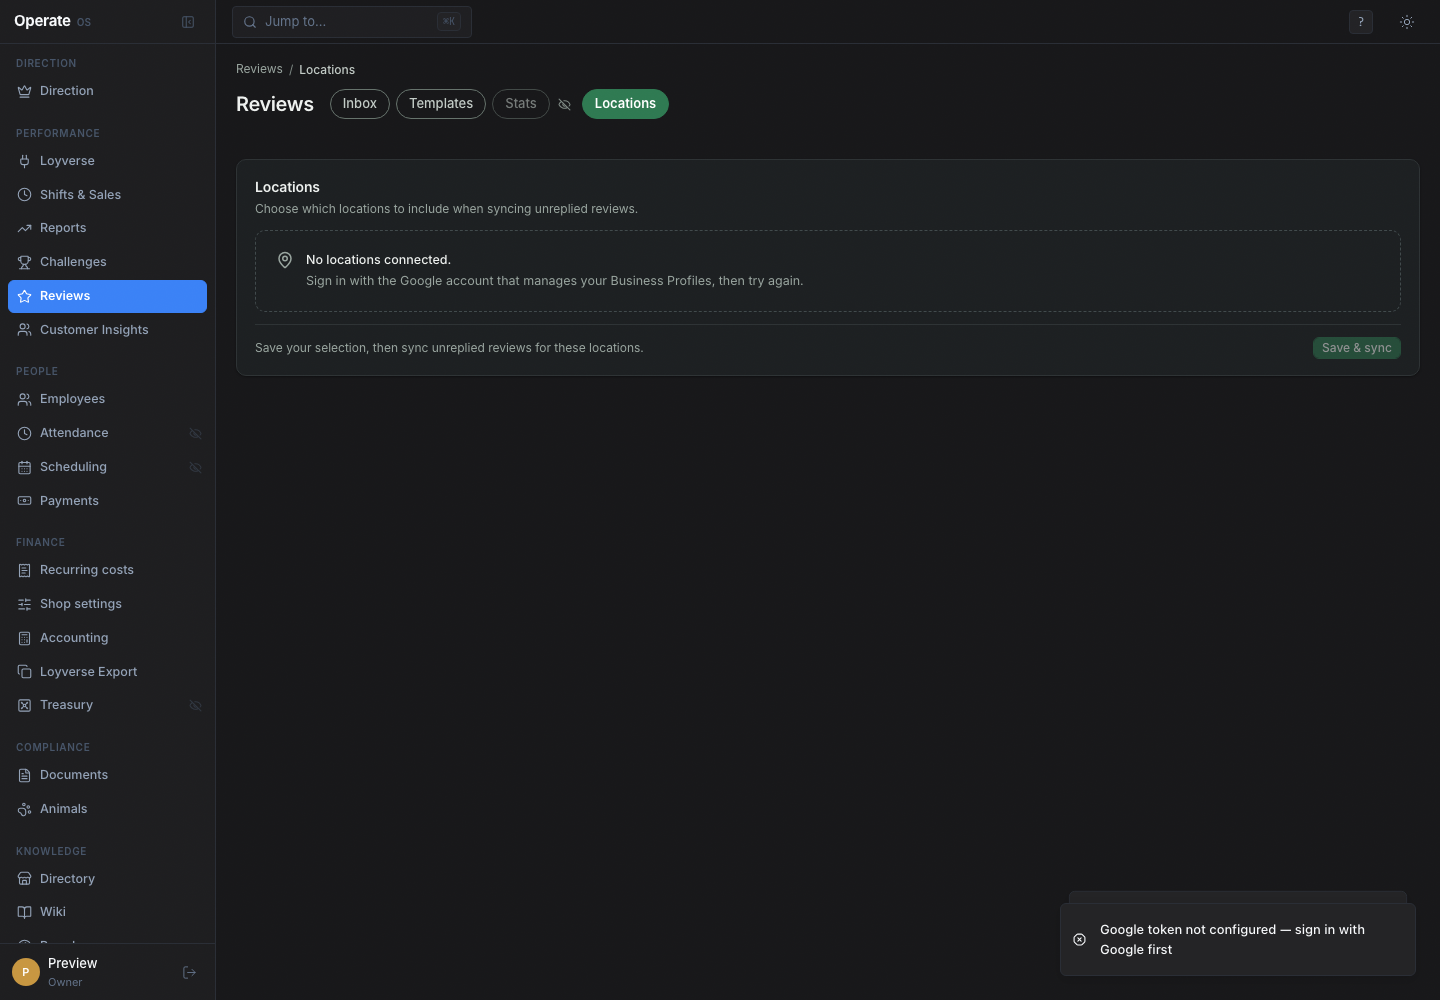 Operate OS
Jump to...
⌘K
?
DIRECTION
Direction
PERFORMANCE
Loyverse
Shifts & Sales
Reports
Challenges
Reviews
Customer Insights
PEOPLE
Employees
Attendance
Scheduling
Payments
FINANCE
Recurring costs
Shop settings
Accounting
Loyverse Export
Treasury
COMPLIANCE
Documents
Animals
KNOWLEDGE
Directory
Wiki
P
Preview
Owner
Reviews / Locations
Reviews
Inbox
Templates
Stats
Locations
Locations
Choose which locations to include when syncing unreplied reviews.
No locations connected.
Sign in with the Google account that manages your Business Profiles, then try again.
Save your selection, then sync unreplied reviews for these locations.
Save & sync
Google token not configured — sign in with
Google first